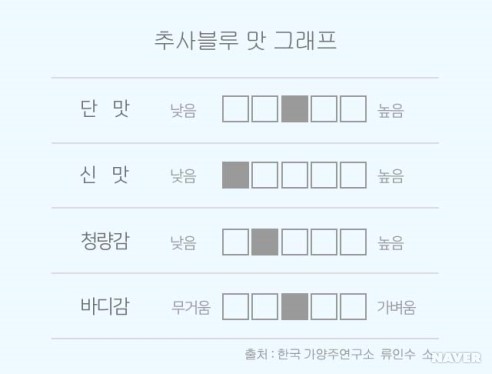 추사블루 맛 그래프
단 맛 낮음 높음
신 맛 낮음 높음
청량감 낮음 높음
바디감 무거움 가벼움
출처 : 한국 가양주연구소 류인수 소
NAVER